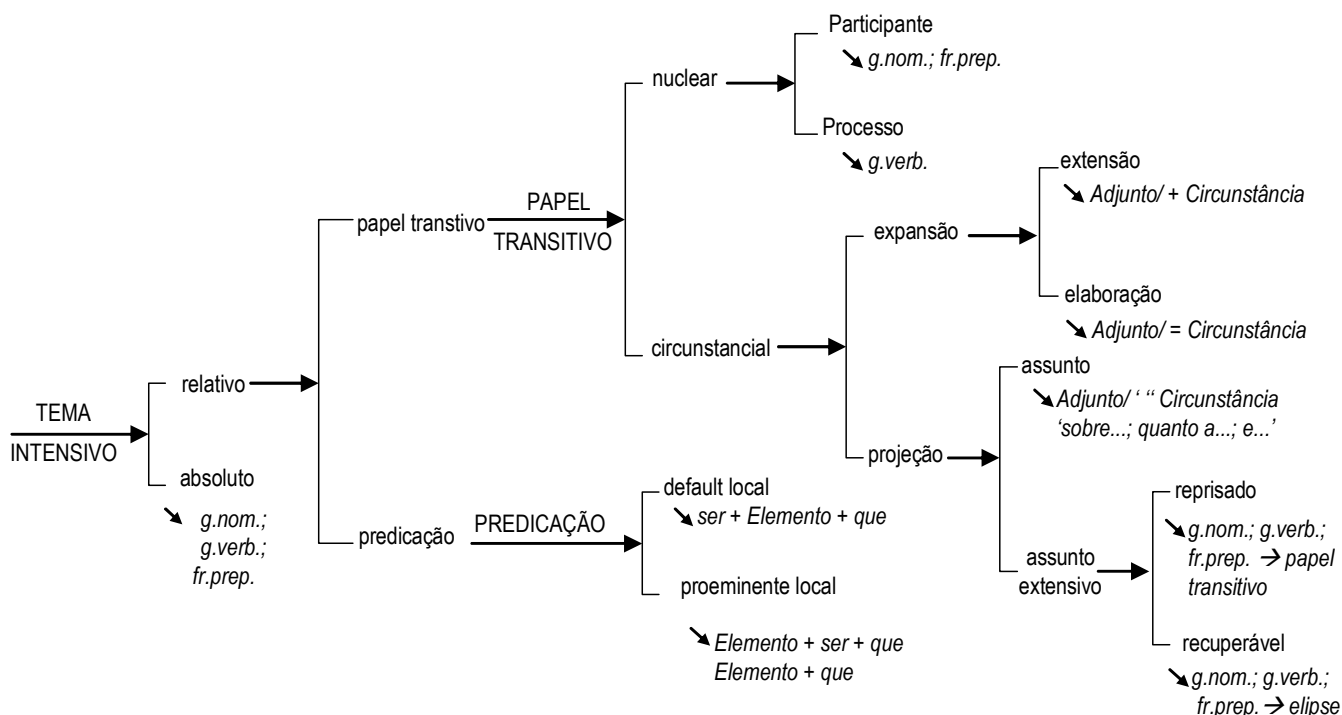 TEMA
INTENSIVO
relativo
absoluto
g.nom.;
g.verb.;
fr.prep.
papel transtivo
PAPEL
TRANSITIVO
predicação
PREDICAÇÃO
nuclear
circunstancial
default local
ser + Elemento + que
proeminente local
Elemento + ser + que
Elemento + que
Participante
g.nom.; fr.prep.
Processo
g.verb.
expansão
projeção
extensão
Adjunto/ + Circunstância
elaboração
Adjunto/ = Circunstância
assunto
Adjunto/ ‘ “ Circunstância
‘sobre...; quanto a...; e...’
assunto
extensivo
reprisado
g.nom.; g.verb.;
fr.prep. → papel
transitivo
recuperável
g.nom.; g.verb.;
fr.prep. → elipse